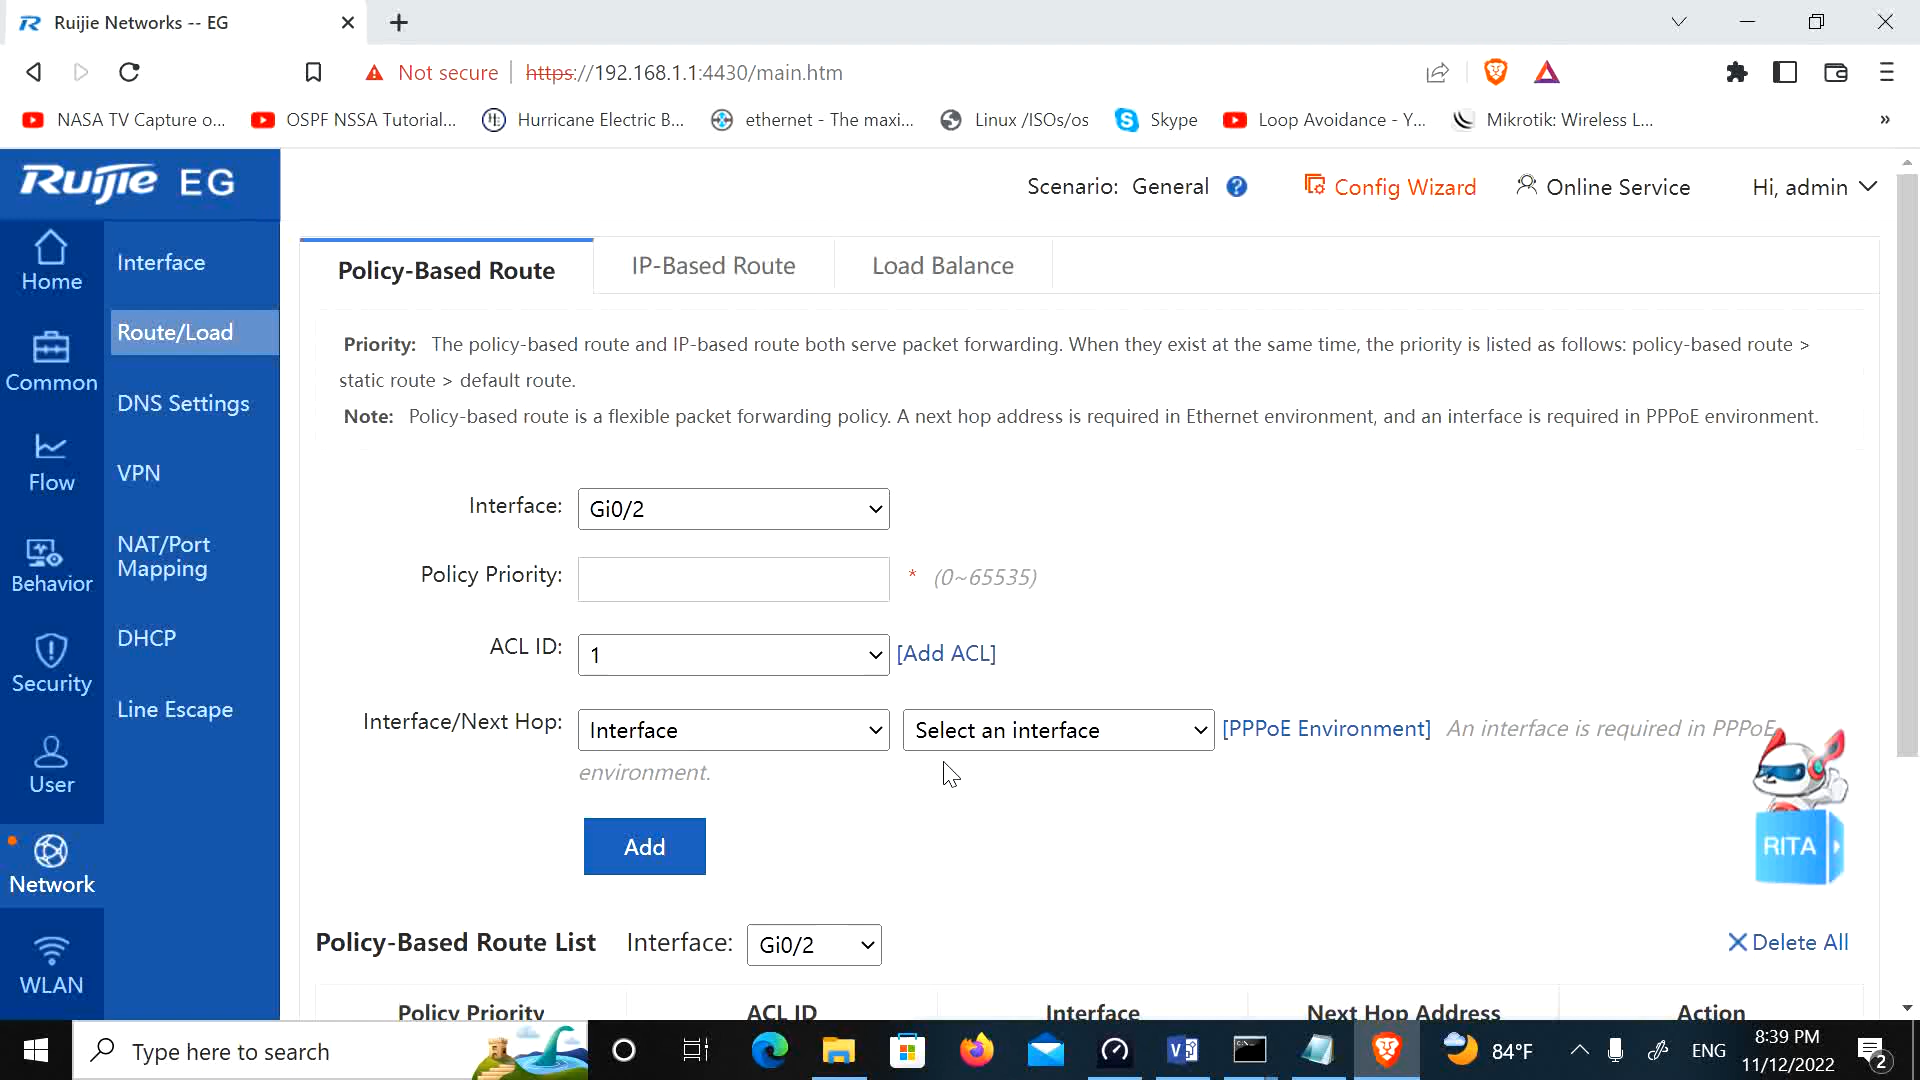 Ruijie Networks -- EG
Not secure
https://192.168.1.1:4430/main.htm
NASA TV Capture o...
OSPF NSSA Tutorial...
Hurricane Electric B...
ethernet - The maxi...
Linux /ISOs/os
Skype
Loop Avoidance - Y...
Mikrotik: Wireless L...
»
Ruijie EG
Scenario: General
Config Wizard
Online Service
Hi, admin
Home
Common
Flow
Behavior
Security
User
Network
WLAN
Interface
Route/Load
DNS Settings
VPN
NAT/Port
Mapping
DHCP
Line Escape
Policy-Based Route
IP-Based Route
Load Balance
Priority: The policy-based route and IP-based route both serve packet forwarding. When they exist at the same time, the priority is listed as follows: policy-based route >
static route > default route.
Note: Policy-based route is a flexible packet forwarding policy. A next hop address is required in Ethernet environment, and an interface is required in PPPoE environment.
Interface: Gi0/2
Policy Priority: * (0~65535)
ACL ID: 1 [Add ACL]
Interface/Next Hop: Interface Select an interface [PPPoE Environment] An interface is required in PPPoE
environment.
RITA
Add
Policy-Based Route List Interface: Gi0/2 Delete All
Policy Priority ACL ID Interface Next Hop Address Action
Type here to search
84°F
ENG
8:39 PM
11/12/2022
2